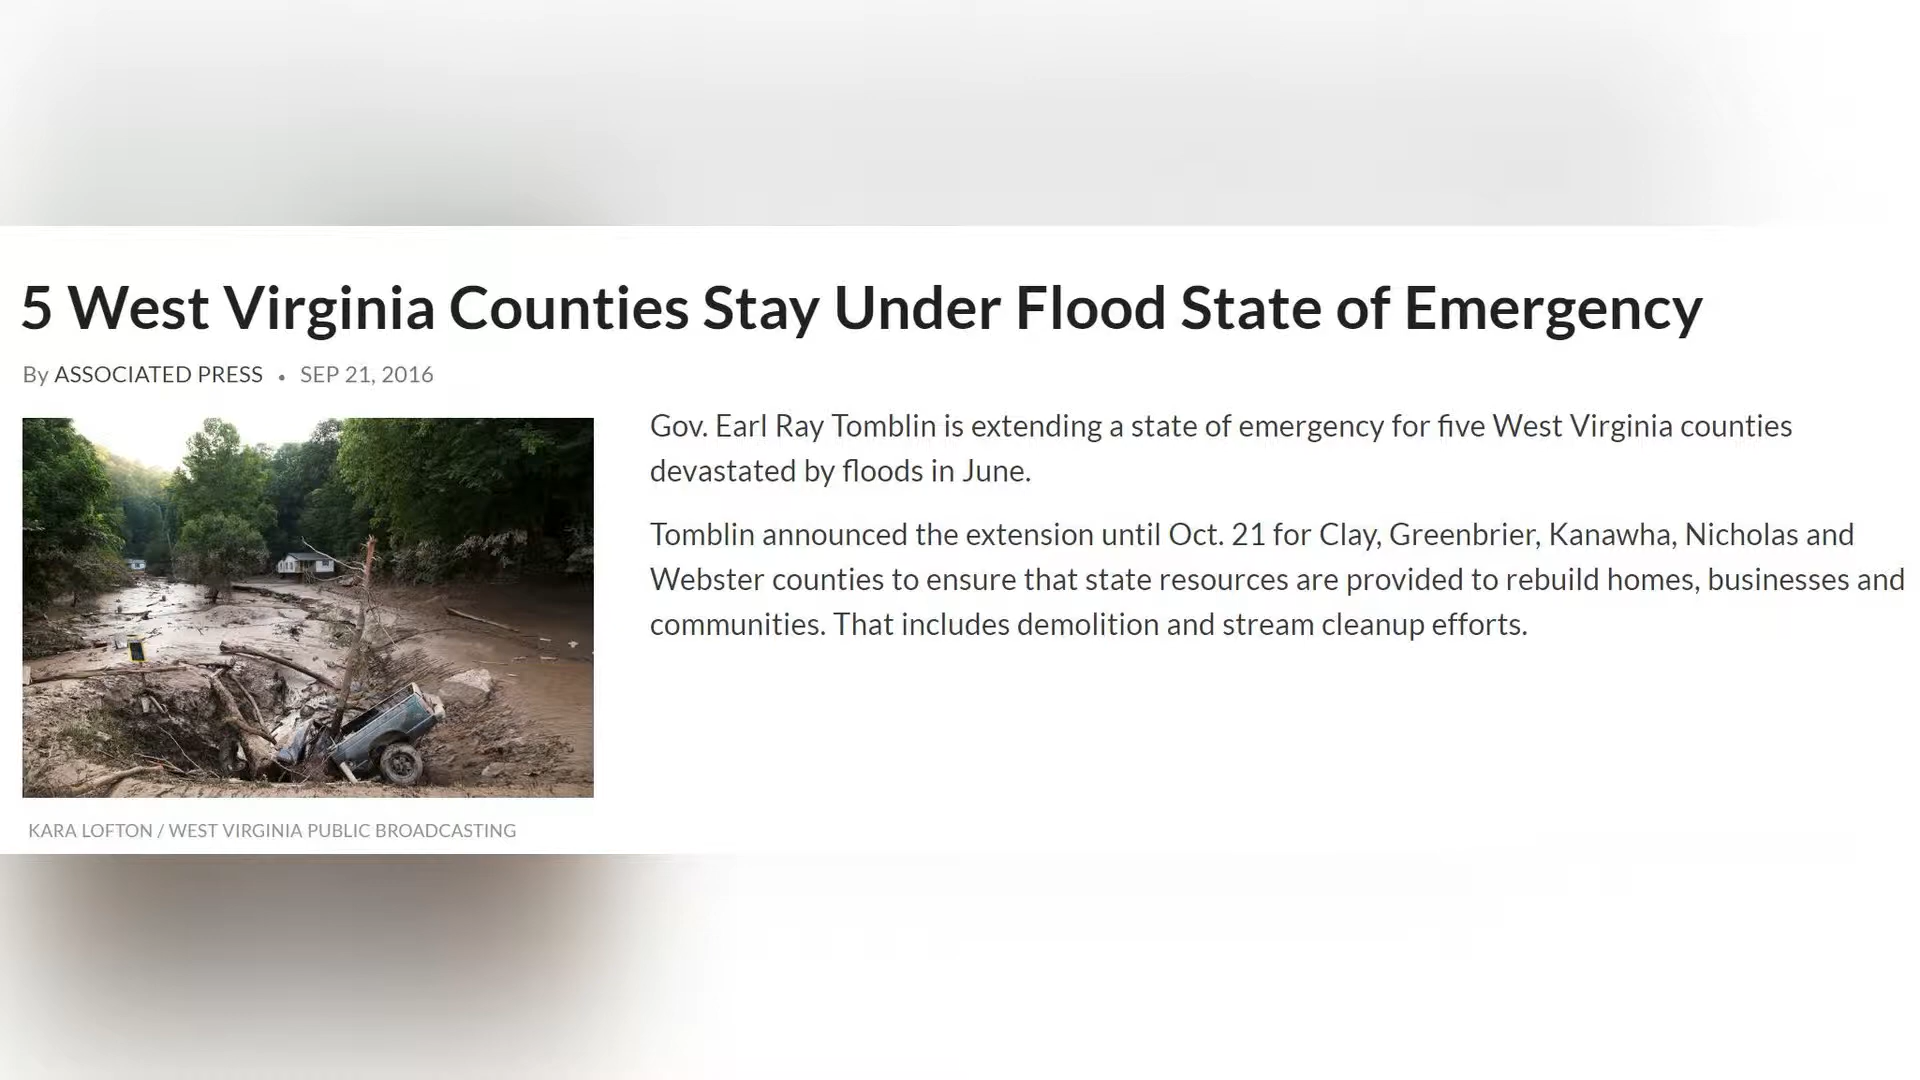 5 West Virginia Counties Stay Under Flood State of Emergency
By ASSOCIATED PRESS • SEP 21, 2016
Gov. Earl Ray Tomblin is extending a state of emergency for five West Virginia counties
devastated by floods in June.
Tomblin announced the extension until Oct. 21 for Clay, Greenbrier, Kanawha, Nicholas and
Webster counties to ensure that state resources are provided to rebuild homes, businesses and
communities. That includes demolition and stream cleanup efforts.
KARA LOFTON / WEST VIRGINIA PUBLIC BROADCASTING